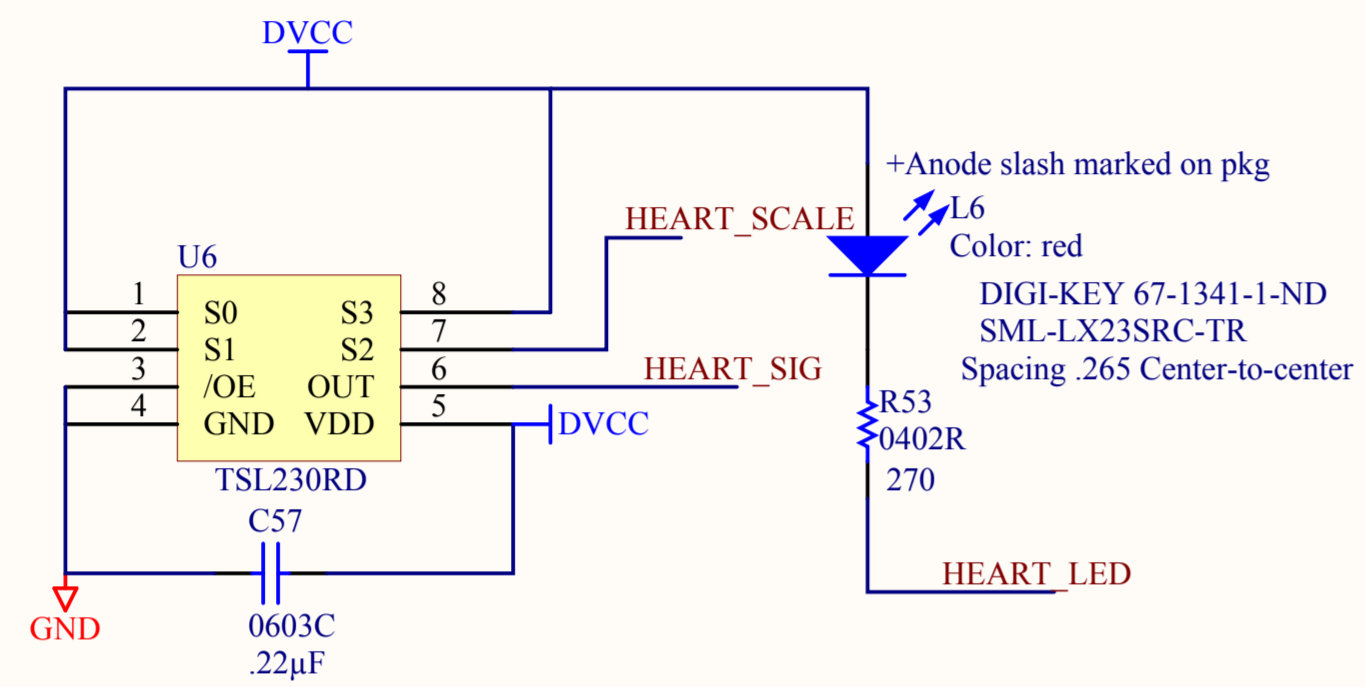 DVCC
+Anode slash marked on pkg
L6
Color: red
DIGI-KEY 67-1341-1-ND
SML-LX23SRC-TR
Spacing .265 Center-to-center
HEART_SCALE
U6
1 S0 S3 8
2 S1 S2 7
3 /OE OUT 6
4 GND VDD 5
HEART_SIG
DVCC
TSL230RD
R53
0402R
270
C57
0603C
.22µF
GND
HEART_LED